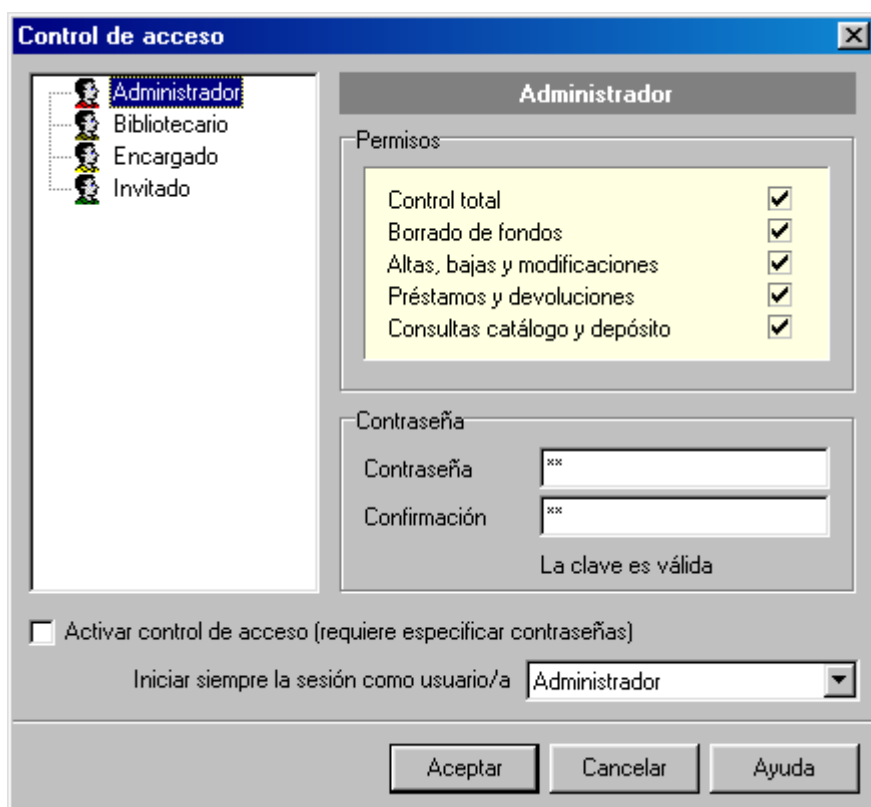 Control de acceso
Administrador
Bibliotecario
Encargado
Invitado
Administrador
Permisos
Control total
Borrado de fondos
Altas, bajas y modificaciones
Préstamos y devoluciones
Consultas catálogo y depósito
Contraseña
Contraseña **
Confirmación **
La clave es válida
Activar control de acceso (requiere especificar contraseñas)
Iniciar siempre la sesión como usuario/a Administrador
Aceptar Cancelar Ayuda